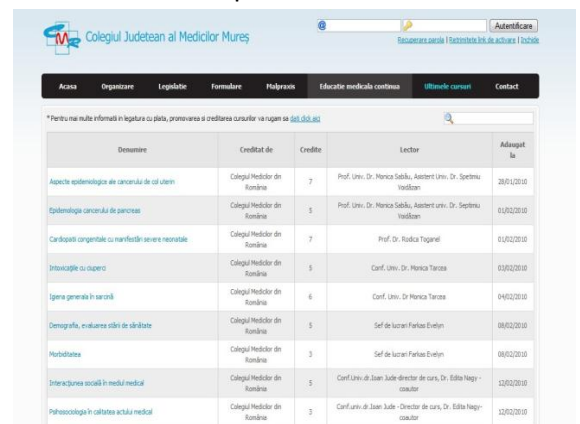 Colegiul Judetean al Medicilor Mureș
Autentificare
Recuperare parola | Retrimitete link de activare | Inchide
Acasa Organizare Legislatie Formulare Malpraxis Educatie medicala continua Ultimele cursuri Contact
* Pentru mai multe informatii in legatura cu plata, promovarea si creditarea cursurilor va rugam sa dati click aici
Denumire Creditat de Credite Lector Adaugat
la
Aspecte epidemiologice ale cancerului de col uterin Colegiul Medicilor din
România 7 Prof. Univ. Dr. Monica Sabău, Asistent Univ. Dr. Spetimiu
Voidăzan 28/01/2010
Epidemologia cancerului de pancreas Colegiul Medicilor din
România 5 Prof. Univ. Dr. Monica Sabău, Asistent univ. Dr. Septimiu
Voidăzan 01/02/2010
Cardiopatii congenitale cu manifestări severe neonatale Colegiul Medicilor din
România 7 Prof. Dr. Rodica Toganel 01/02/2010
Intoxicațiile cu ciuperci Colegiul Medicilor din
România 5 Conf. Univ. Dr. Monica Tarcea 03/02/2010
Igiena generala în sarcină Colegiul Medicilor din
România 6 Conf. Univ. Dr Monica Tarcea 04/02/2010
Demografia, evaluarea stării de sănătate Colegiul Medicilor din
România 5 Sef de lucrari Farkas Evelyn 08/02/2010
Morbiditatea Colegiul Medicilor din
România 3 Sef de lucrari Farkas Evelyn 08/02/2010
Interacțiunea socială în mediul medical Colegiul Medicilor din
România 5 Conf.Univ.dr.Ioan Jude-director de curs, Dr. Edita Nagy -
coautor 12/02/2010
Psihosociologia în calitatea actului medical Colegiul Medicilor din
România 3 Conf.univ.dr.Ioan Jude - Director de curs, Dr. Edita Nagy-
coautor 12/02/2010